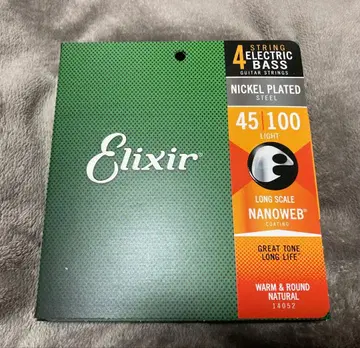 Elixir
4 STRING
ELECTRIC
BASS
GUITAR STRINGS
NICKEL PLATED
STEEL
45 | 100
LIGHT
LONG SCALE
NANOWEB®
COATING
GREAT TONE
LONG LIFE™
WARM & ROUND
NATURAL
14052